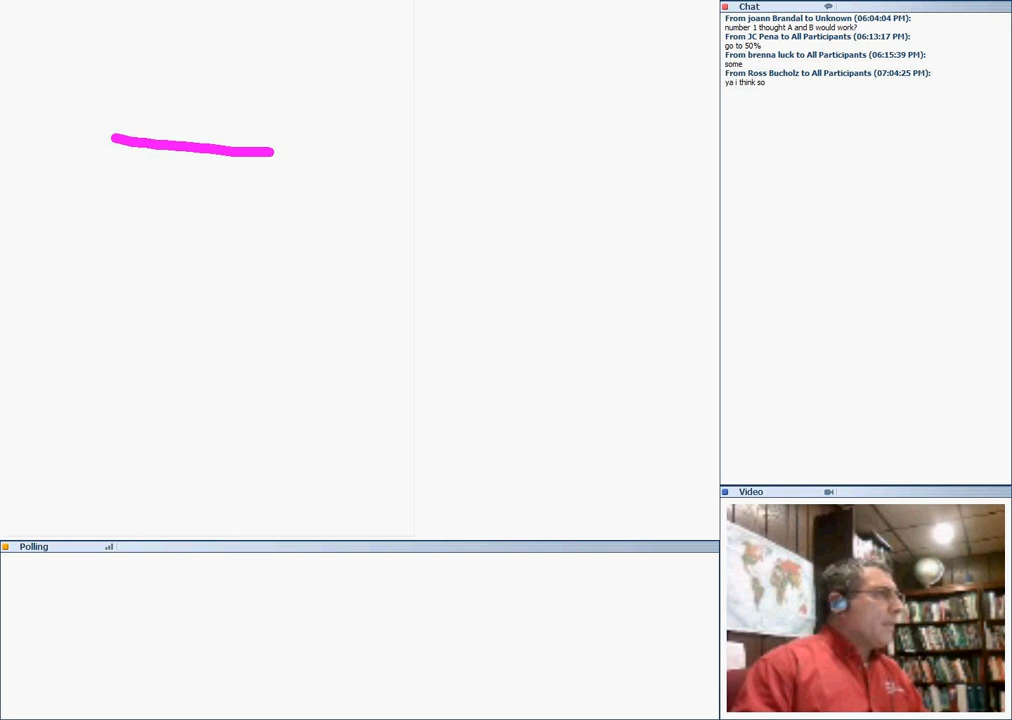 Chat
From joann Brandal to Unknown (06:04:04 PM):
number 1 thought A and B would work?
From JC Pena to All Participants (06:13:17 PM):
go to 50%
From brenna luck to All Participants (06:15:39 PM):
some
From Ross Bucholz to All Participants (07:04:25 PM):
ya i think so
Video
Polling